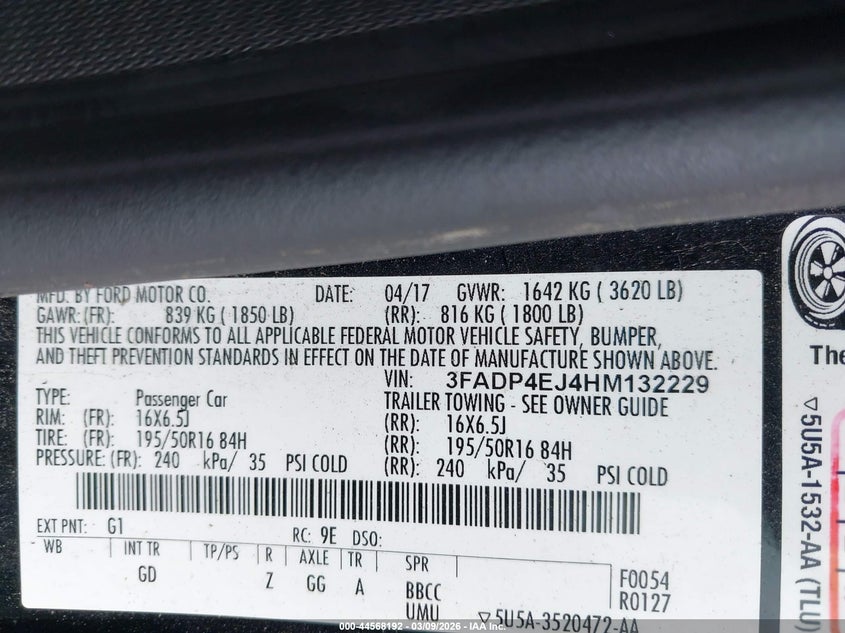 MFD. BY FORD MOTOR CO. DATE: 04/17 GVWR: 1642 KG ( 3620 LB)
GAWR: (FR): 839 KG ( 1850 LB) (RR): 816 KG ( 1800 LB)
THIS VEHICLE CONFORMS TO ALL APPLICABLE FEDERAL MOTOR VEHICLE SAFETY, BUMPER,
AND THEFT PREVENTION STANDARDS IN EFFECT ON THE DATE OF MANUFACTURE SHOWN ABOVE.
VIN: 3FADP4EJ4HM132229
TYPE: Passenger Car TRAILER TOWING - SEE OWNER GUIDE
RIM: (FR): 16X6.5J (RR): 16X6.5J
TIRE: (FR): 195/50R16 84H (RR): 195/50R16 84H
PRESSURE: (FR): 240 kPa/ 35 PSI COLD (RR): 240 kPa/ 35 PSI COLD
EXT PNT: G1 RC: 9E DSO:
WB INT TR TP/PS R AXLE TR SPR
GD Z GG A BBCC F0054
UMU R0127
▽5U5A-3520472-AA
The
▽5U5A-1532-AA (TLU)
000-44568192 - 03/09/2026 - IAA Inc.